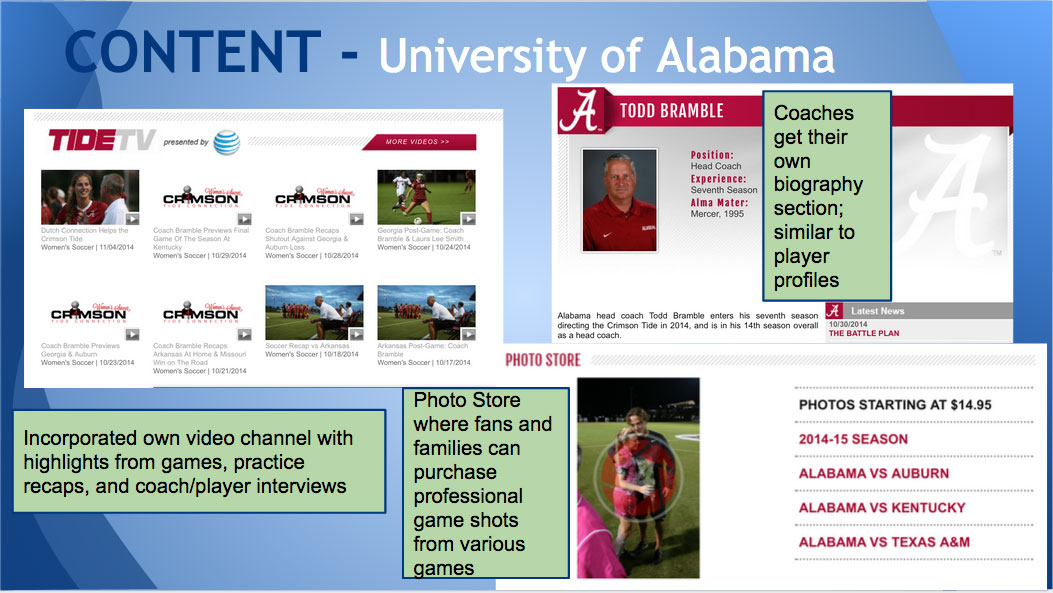 CONTENT - University of Alabama
TIDETV presented by
MORE VIDEOS >>
Dutch Connection Helps the
Crimson Tide
Women's Soccer | 11/04/2014
CRIMSON
TIDE CONNECTION
Coach Bramble Previews Final
Game Of The Season At
Kentucky
Women's Soccer | 10/29/2014
CRIMSON
TIDE CONNECTION
Coach Bramble Recaps
Shutout Against Georgia &
Auburn Loss
Women's Soccer | 10/28/2014
Georgia Post-Game: Coach
Bramble & Laura Lee Smith
Women's Soccer | 10/24/2014
CRIMSON
TIDE CONNECTION
Coach Bramble Previews
Georgia & Auburn
Women's Soccer | 10/23/2014
CRIMSON
TIDE CONNECTION
Coach Bramble Recaps
Arkansas At Home & Missouri
Win on The Road
Women's Soccer | 10/21/2014
Soccer Recap vs Arkansas
Women's Soccer | 10/18/2014
Arkansas Post-Game: Coach
Bramble
Women's Soccer | 10/17/2014
Incorporated own video channel with
highlights from games, practice
recaps, and coach/player interviews
A
TODD BRAMBLE
Position:
Head Coach
Experience:
Seventh Season
Alma Mater:
Mercer, 1995
A
TM
Coaches
get their
own
biography
section;
similar to
player
profiles
Alabama head coach Todd Bramble enters his seventh season
directing the Crimson Tide in 2014, and is in his 14th season overall
as a head coach.
A Latest News
10/30/2014
THE BATTLE PLAN
PHOTO STORE
Photo Store
where fans and
families can
purchase
professional
game shots
from various
games
PHOTOS STARTING AT $14.95
2014-15 SEASON
ALABAMA VS AUBURN
ALABAMA VS KENTUCKY
ALABAMA VS TEXAS A&M